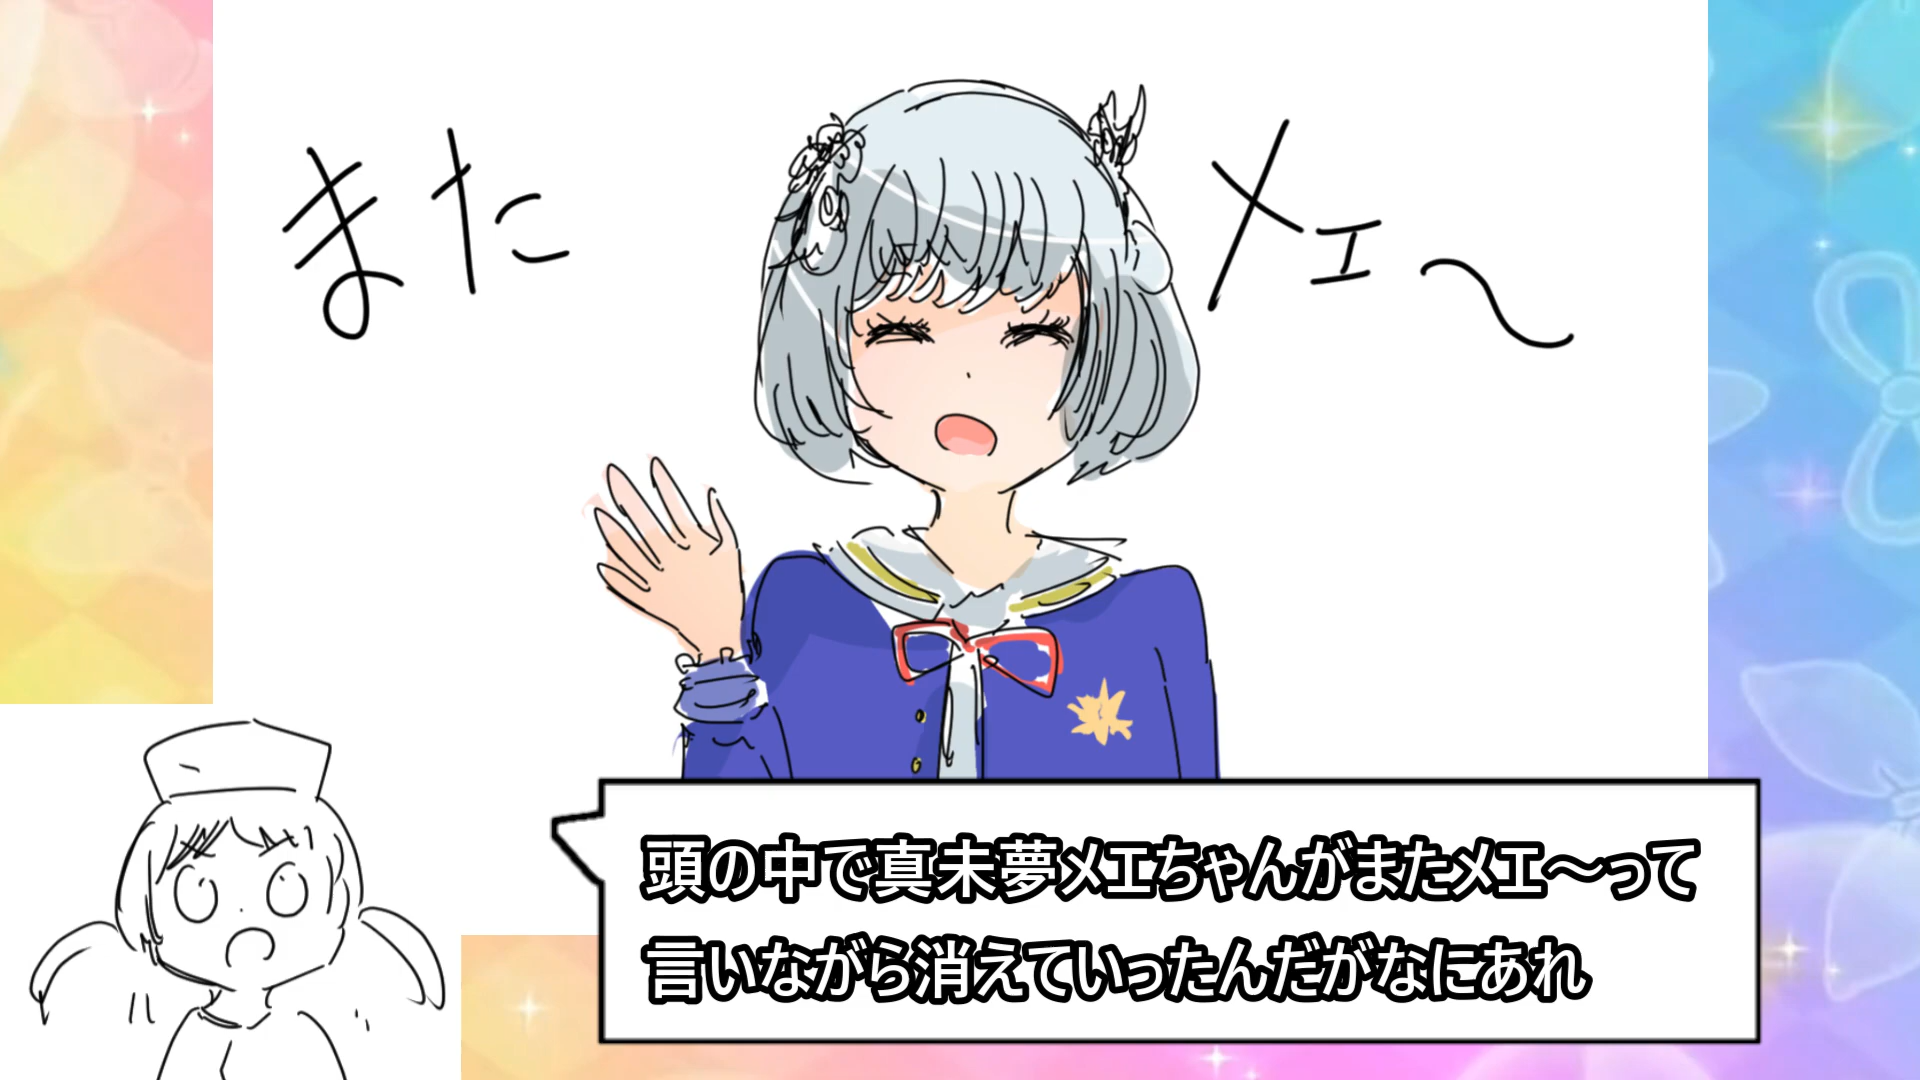 また
メェ～
頭の中で真未夢メエちゃんがまたメエ～って
言いながら消えていったんだがなにあれ